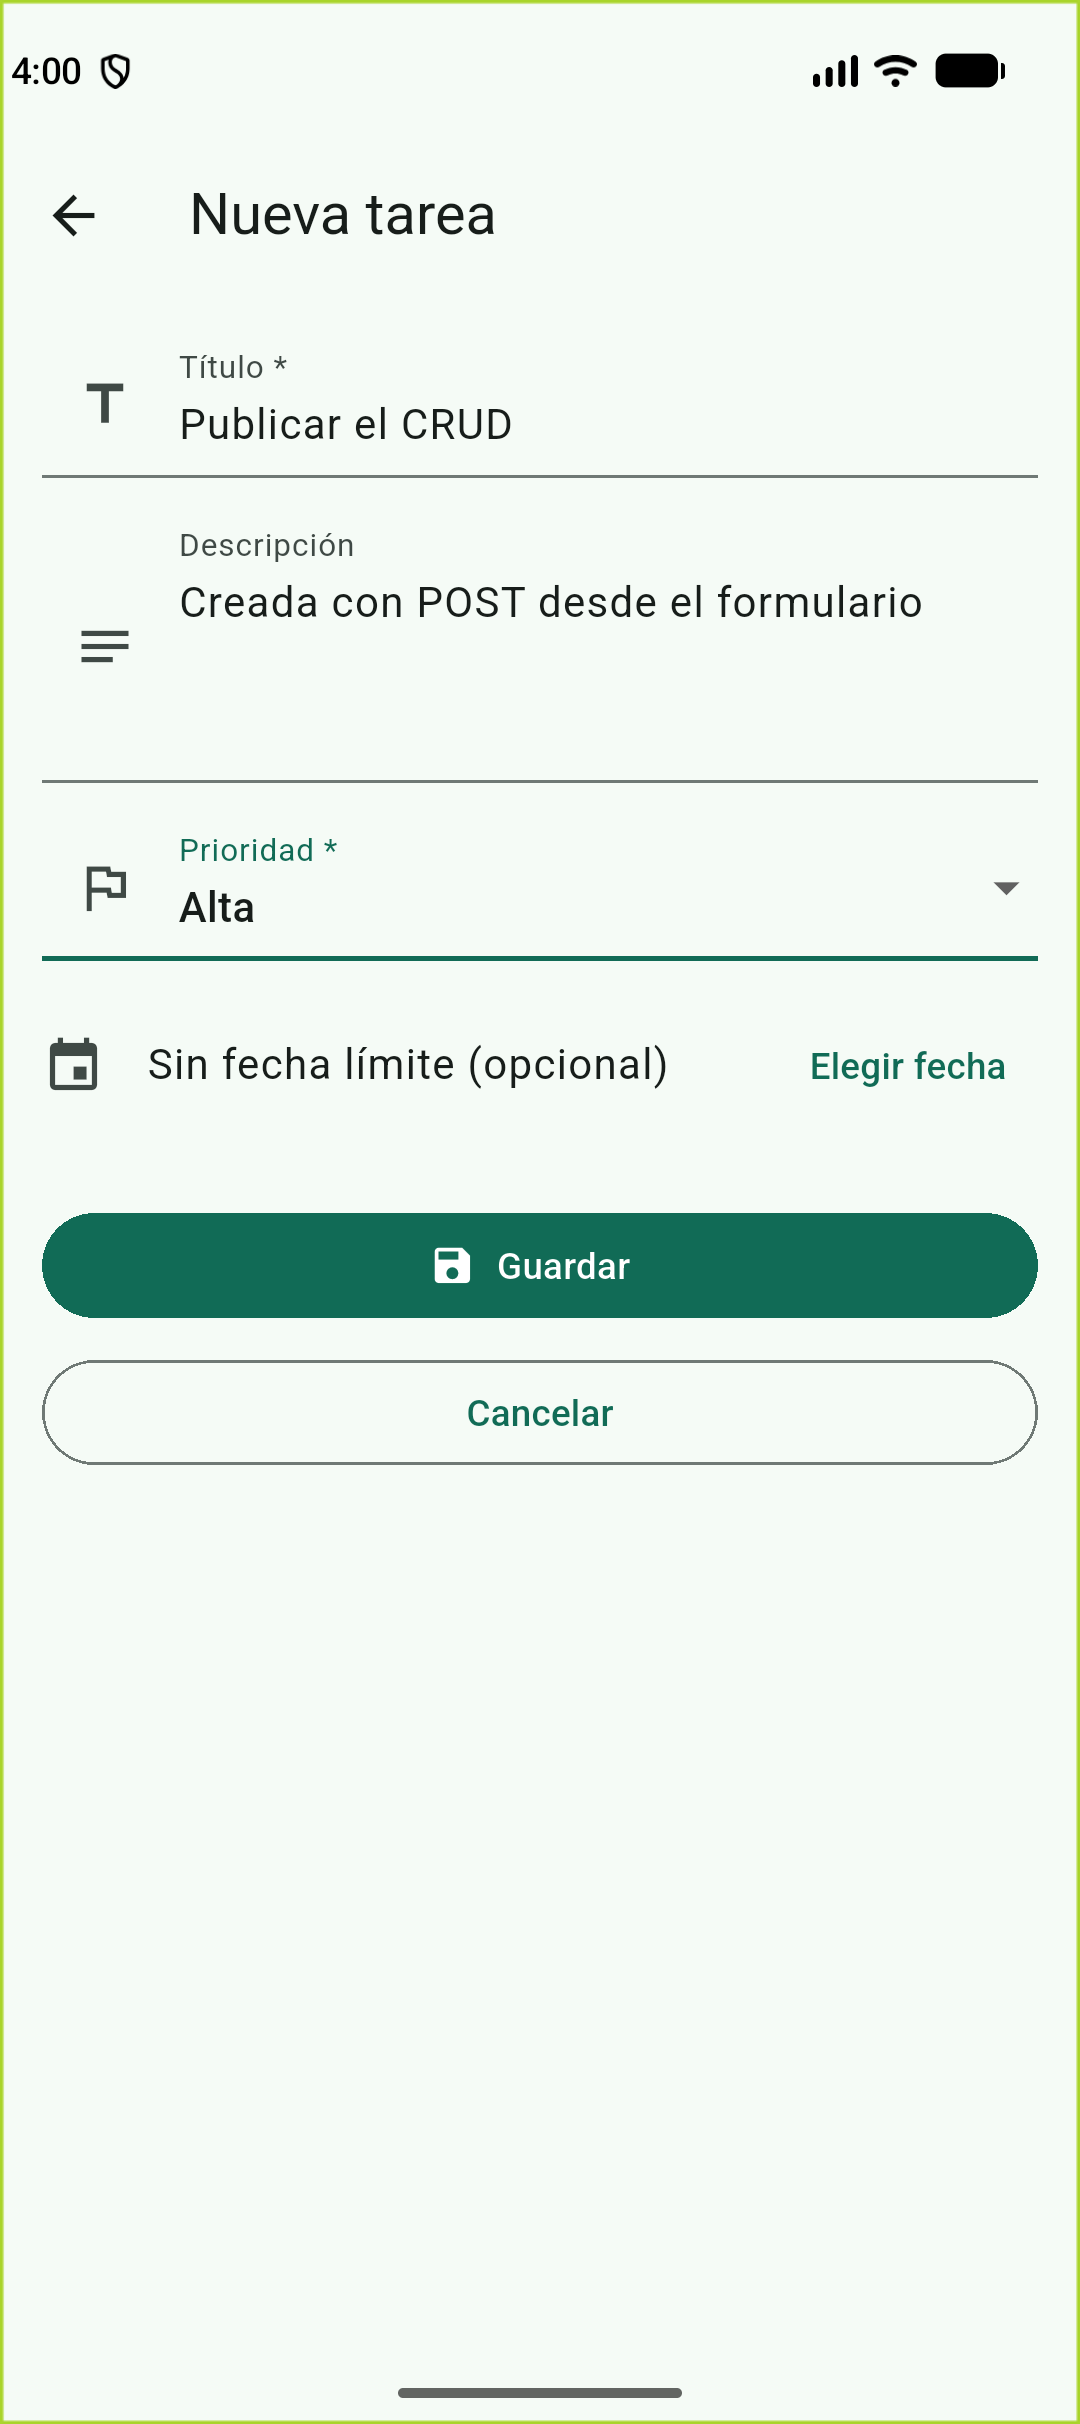 4:00
Nueva tarea
Título *
Publicar el CRUD
Descripción
Creada con POST desde el formulario
Prioridad *
Alta
Sin fecha límite (opcional)
Elegir fecha
Guardar
Cancelar